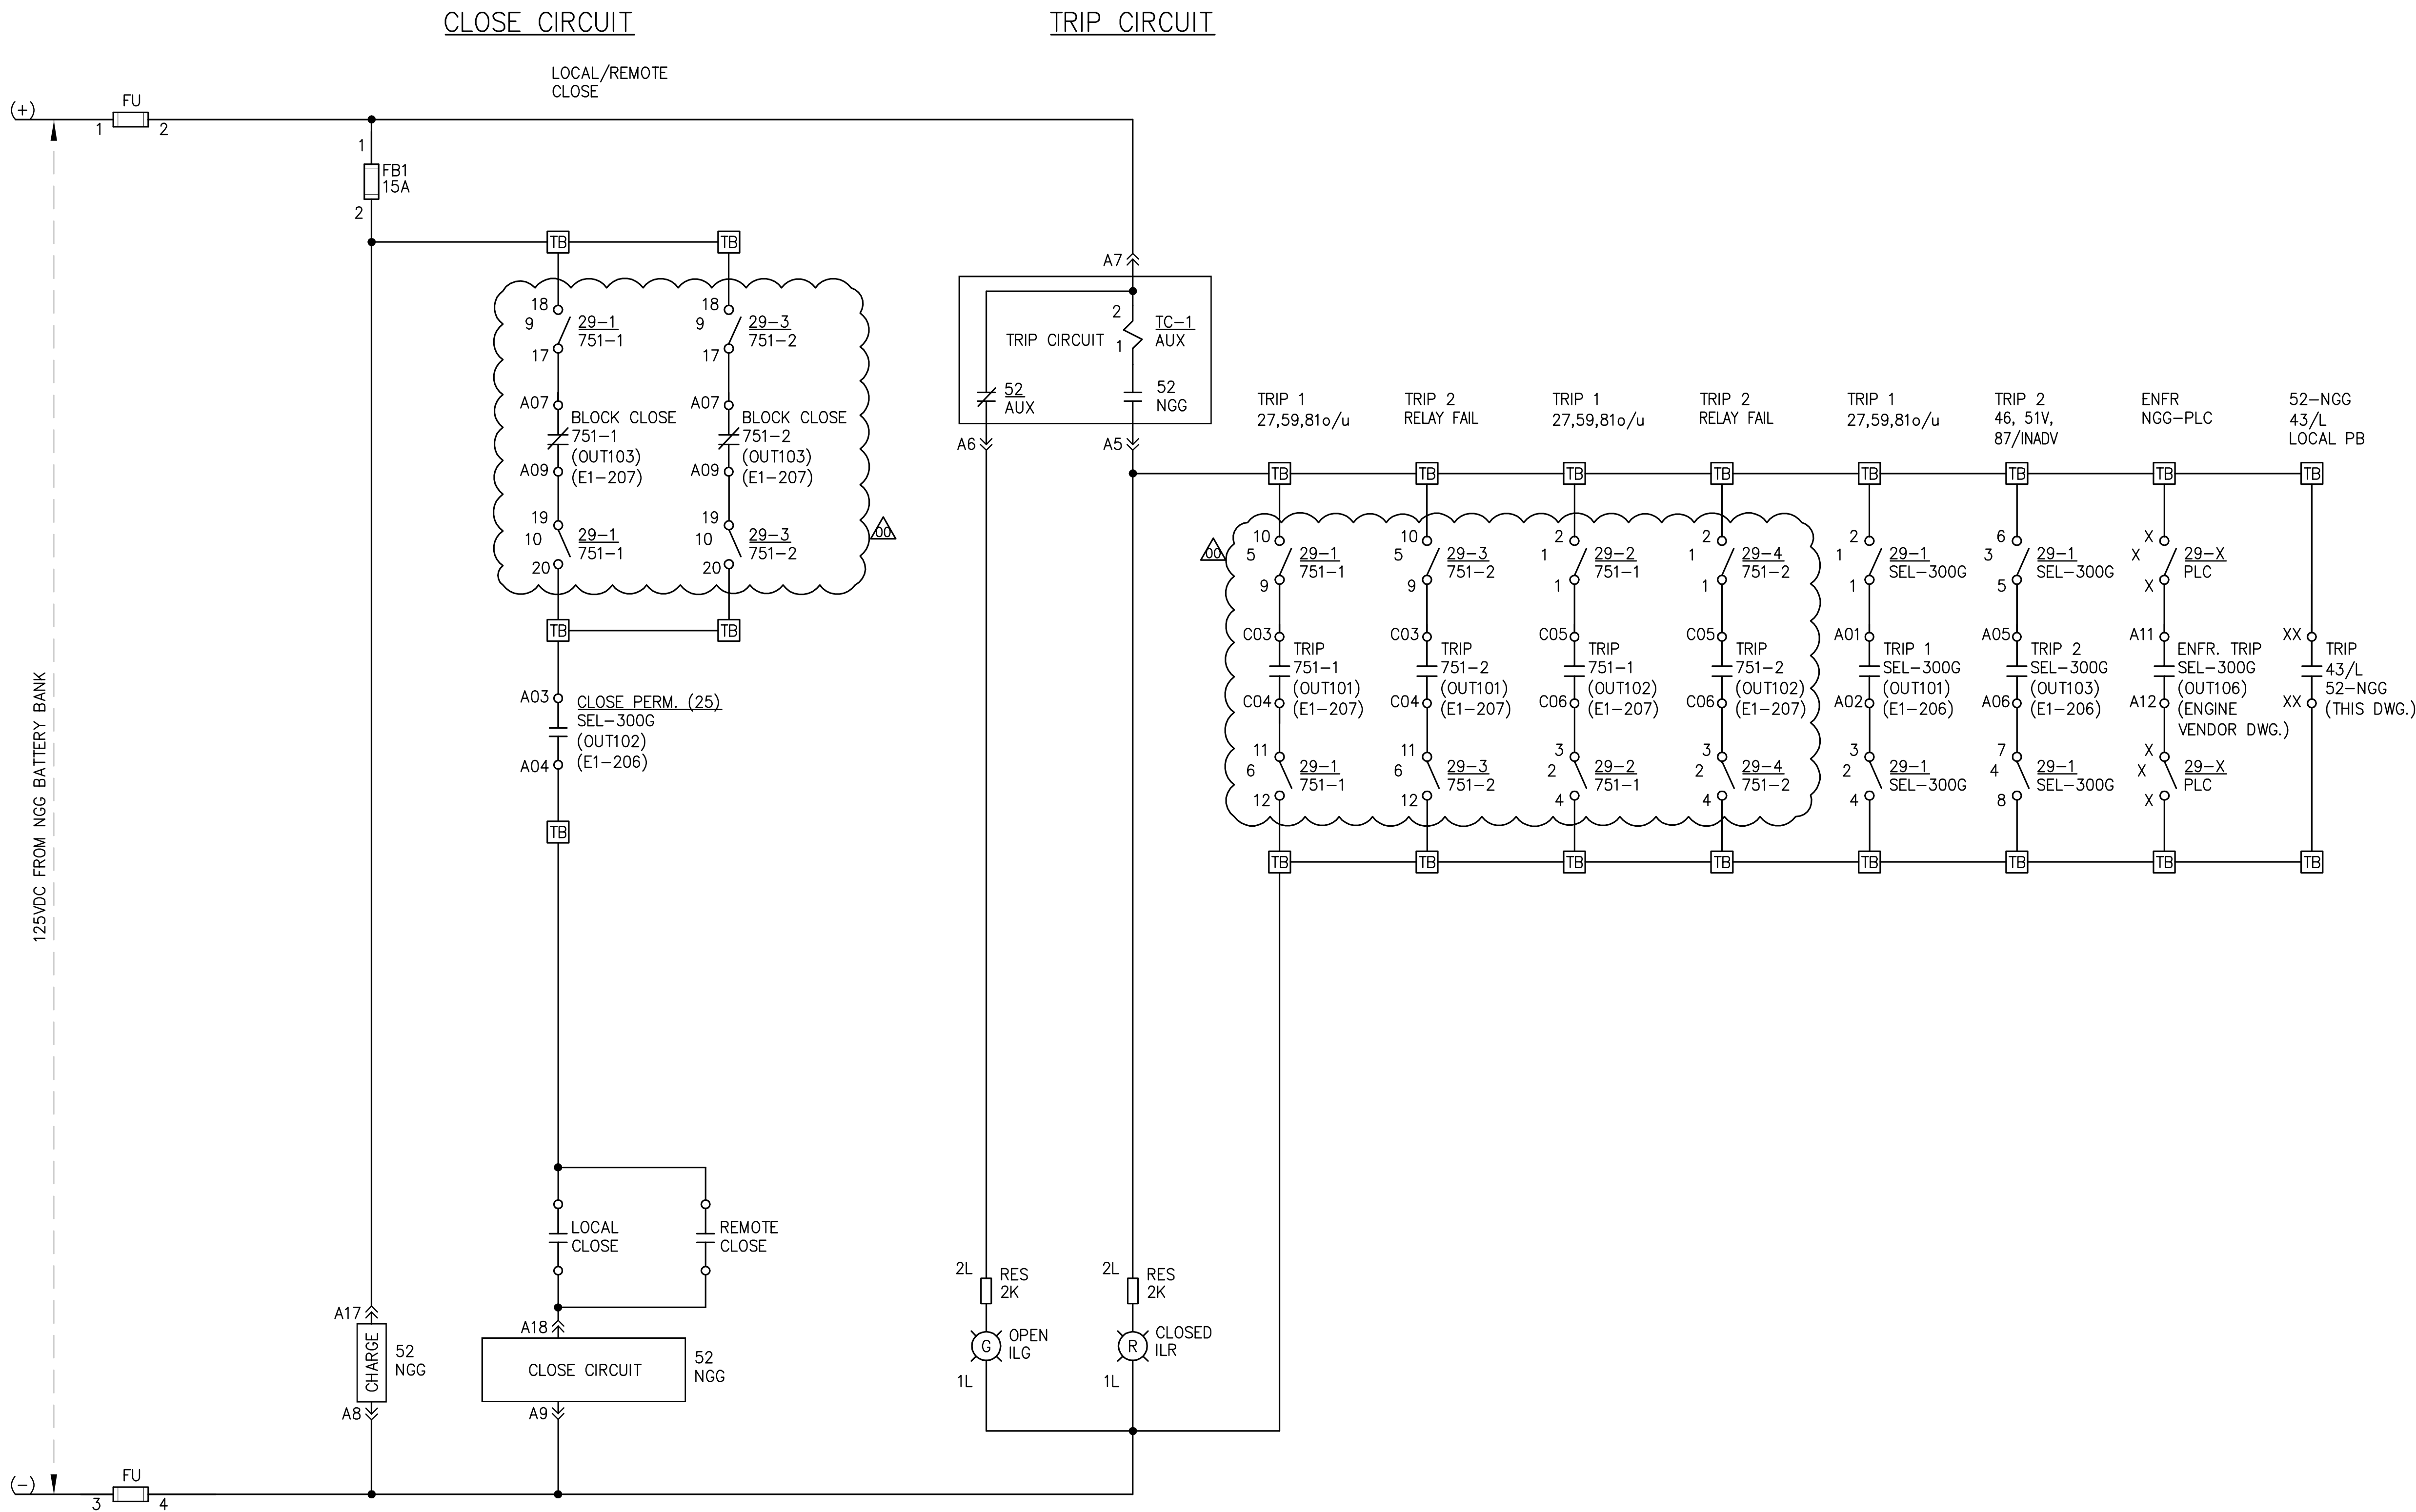 CLOSE CIRCUIT
TRIP CIRCUIT
LOCAL/REMOTE
CLOSE
(+)
FU
1
2
1
FB1
15A
2
125VDC FROM NGG BATTERY BANK
TB
TB
18
9
29-1
751-1
17
A07
BLOCK CLOSE
751-1
(OUT103)
A09
(E1-207)
19
10
29-1
751-1
20
18
9
29-3
751-2
17
A07
BLOCK CLOSE
751-2
(OUT103)
A09
(E1-207)
19
10
29-3
751-2
20
00
TB
TB
A03
CLOSE PERM. (25)
SEL-300G
(OUT102)
(E1-206)
A04
TB
LOCAL
CLOSE
REMOTE
CLOSE
A17
CHARGE
52
NGG
A8
A18
CLOSE CIRCUIT
52
NGG
A9
(-)
FU
3
4
A7
2
TC-1
AUX
TRIP CIRCUIT
1
52
AUX
52
NGG
A6
A5
2L
RES
2K
G
OPEN
ILG
1L
2L
RES
2K
R
CLOSED
ILR
1L
TRIP 1
27,59,81o/u
TB
00
10
5
29-1
751-1
9
C03
TRIP
751-1
(OUT101)
C04
(E1-207)
11
6
29-1
751-1
12
TB
TRIP 2
RELAY FAIL
TB
10
5
29-3
751-2
9
C03
TRIP
751-2
(OUT101)
C04
(E1-207)
11
6
29-3
751-2
12
TB
TRIP 1
27,59,81o/u
TB
2
1
29-2
751-1
1
C05
TRIP
751-1
(OUT102)
C06
(E1-207)
3
2
29-2
751-1
4
TB
TRIP 2
RELAY FAIL
TB
2
1
29-4
751-2
1
C05
TRIP
751-2
(OUT102)
C06
(E1-207)
3
2
29-4
751-2
4
TB
TRIP 1
27,59,81o/u
TB
2
1
29-1
SEL-300G
1
A01
TRIP 1
SEL-300G
(OUT101)
A02
(E1-206)
3
2
29-1
SEL-300G
4
TB
TRIP 2
46, 51V,
87/INADV
TB
6
3
29-1
SEL-300G
5
A05
TRIP 2
SEL-300G
(OUT103)
A06
(E1-206)
7
4
29-1
SEL-300G
8
TB
ENFR
NGG-PLC
TB
X
X
29-X
PLC
X
A11
ENFR. TRIP
SEL-300G
(OUT106)
A12
(ENGINE
VENDOR DWG.)
X
X
29-X
PLC
X
TB
52-NGG
43/L
LOCAL PB
TB
XX
TRIP
43/L
52-NGG
XX
(THIS DWG.)
TB